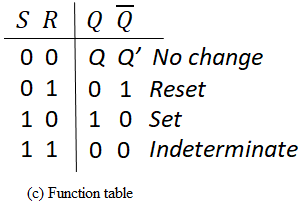 S R Q Q̅
0 0 Q Q’ No change
0 1 0 1 Reset
1 0 1 0 Set
1 1 0 0 Indeterminate
(c) Function table